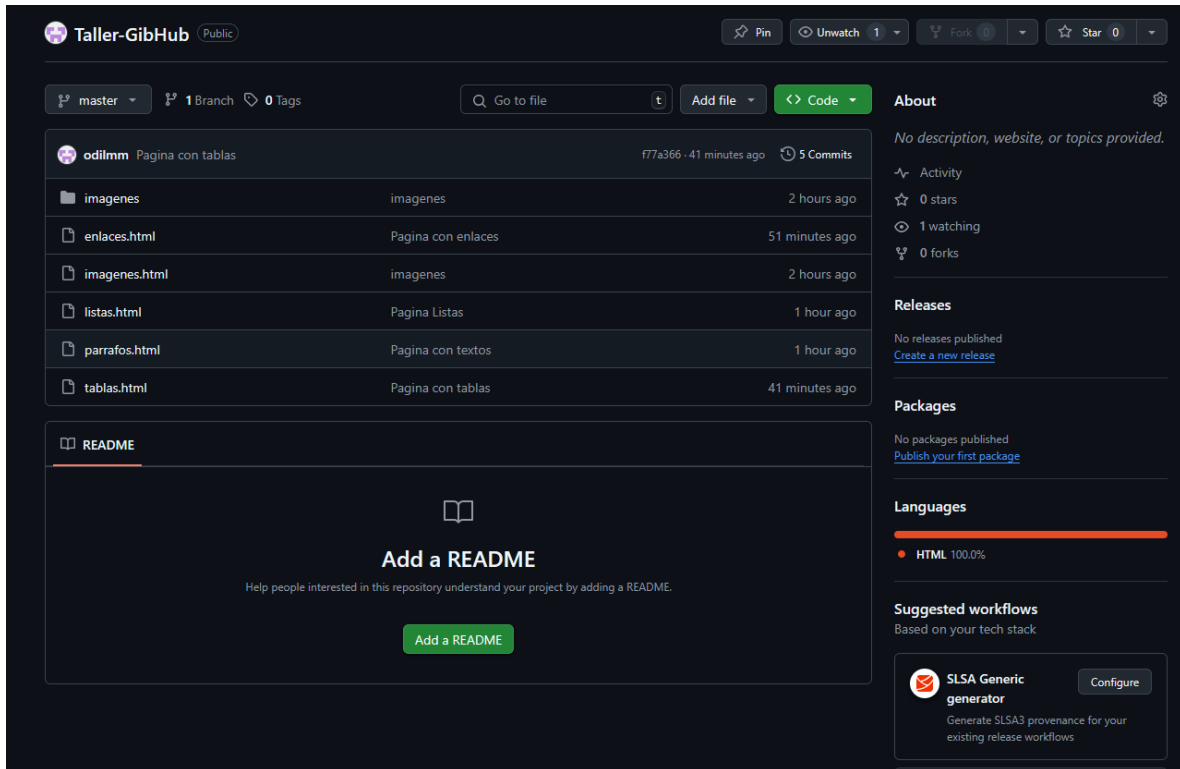 Taller-GibHub Public
Pin Unwatch 1 Fork 0 Star 0
master 1 Branch 0 Tags Go to file t Add file Code
odilmm Pagina con tablas f77a366 · 41 minutes ago 5 Commits
imagenes imagenes 2 hours ago
enlaces.html Pagina con enlaces 51 minutes ago
imagenes.html imagenes 2 hours ago
listas.html Pagina Listas 1 hour ago
parrafos.html Pagina con textos 1 hour ago
tablas.html Pagina con tablas 41 minutes ago
README
Add a README
Help people interested in this repository understand your project by adding a README.
Add a README
About
No description, website, or topics provided.
Activity
0 stars
1 watching
0 forks
Releases
No releases published
Create a new release
Packages
No packages published
Publish your first package
Languages
HTML 100.0%
Suggested workflows
Based on your tech stack
SLSA Generic
generator
Configure
Generate SLSA3 provenance for your
existing release workflows